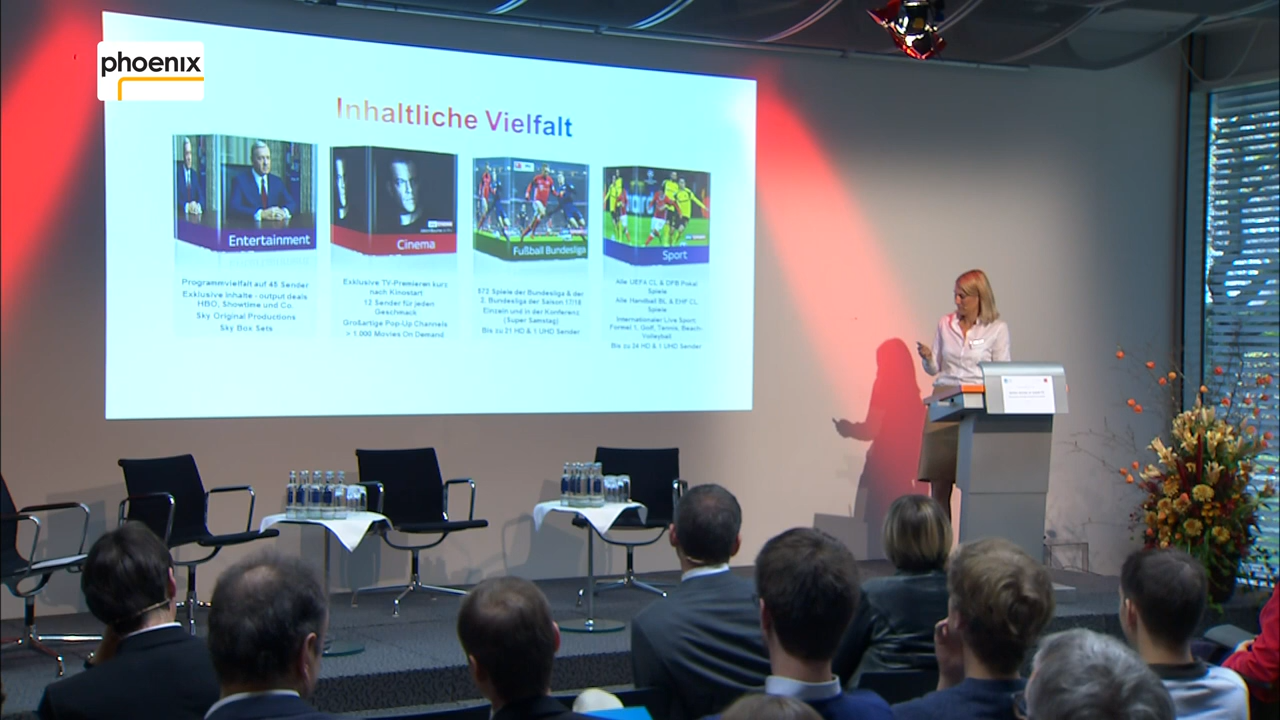 phoenix
Inhaltliche Vielfalt
Entertainment
Cinema
Fußball Bundesliga
Sport
Programmvielfalt auf 45 Sender
Exklusive Inhalte - output deals
HBO, Showtime und Co.
Sky Original Productions
Sky Box Sets
Exklusive TV-Premieren kurz
nach Kinostart
12 Sender für jeden
Geschmack
Großartige Pop-Up Channels
> 1.000 Movies On Demand
572 Spiele der Bundesliga & der
2. Bundesliga der Saison 17/18
Einzeln und in der Konferenz
(Super Samstag)
Bis zu 21 HD & 1 UHD Sender
Alle UEFA CL & DFB Pokal
Spiele
Alle Handball BL & EHF CL
Spiele
Internationaler Live Sport:
Formel 1, Golf, Tennis, Beach-
Volleyball
Bis zu 24 HD & 1 UHD Sender